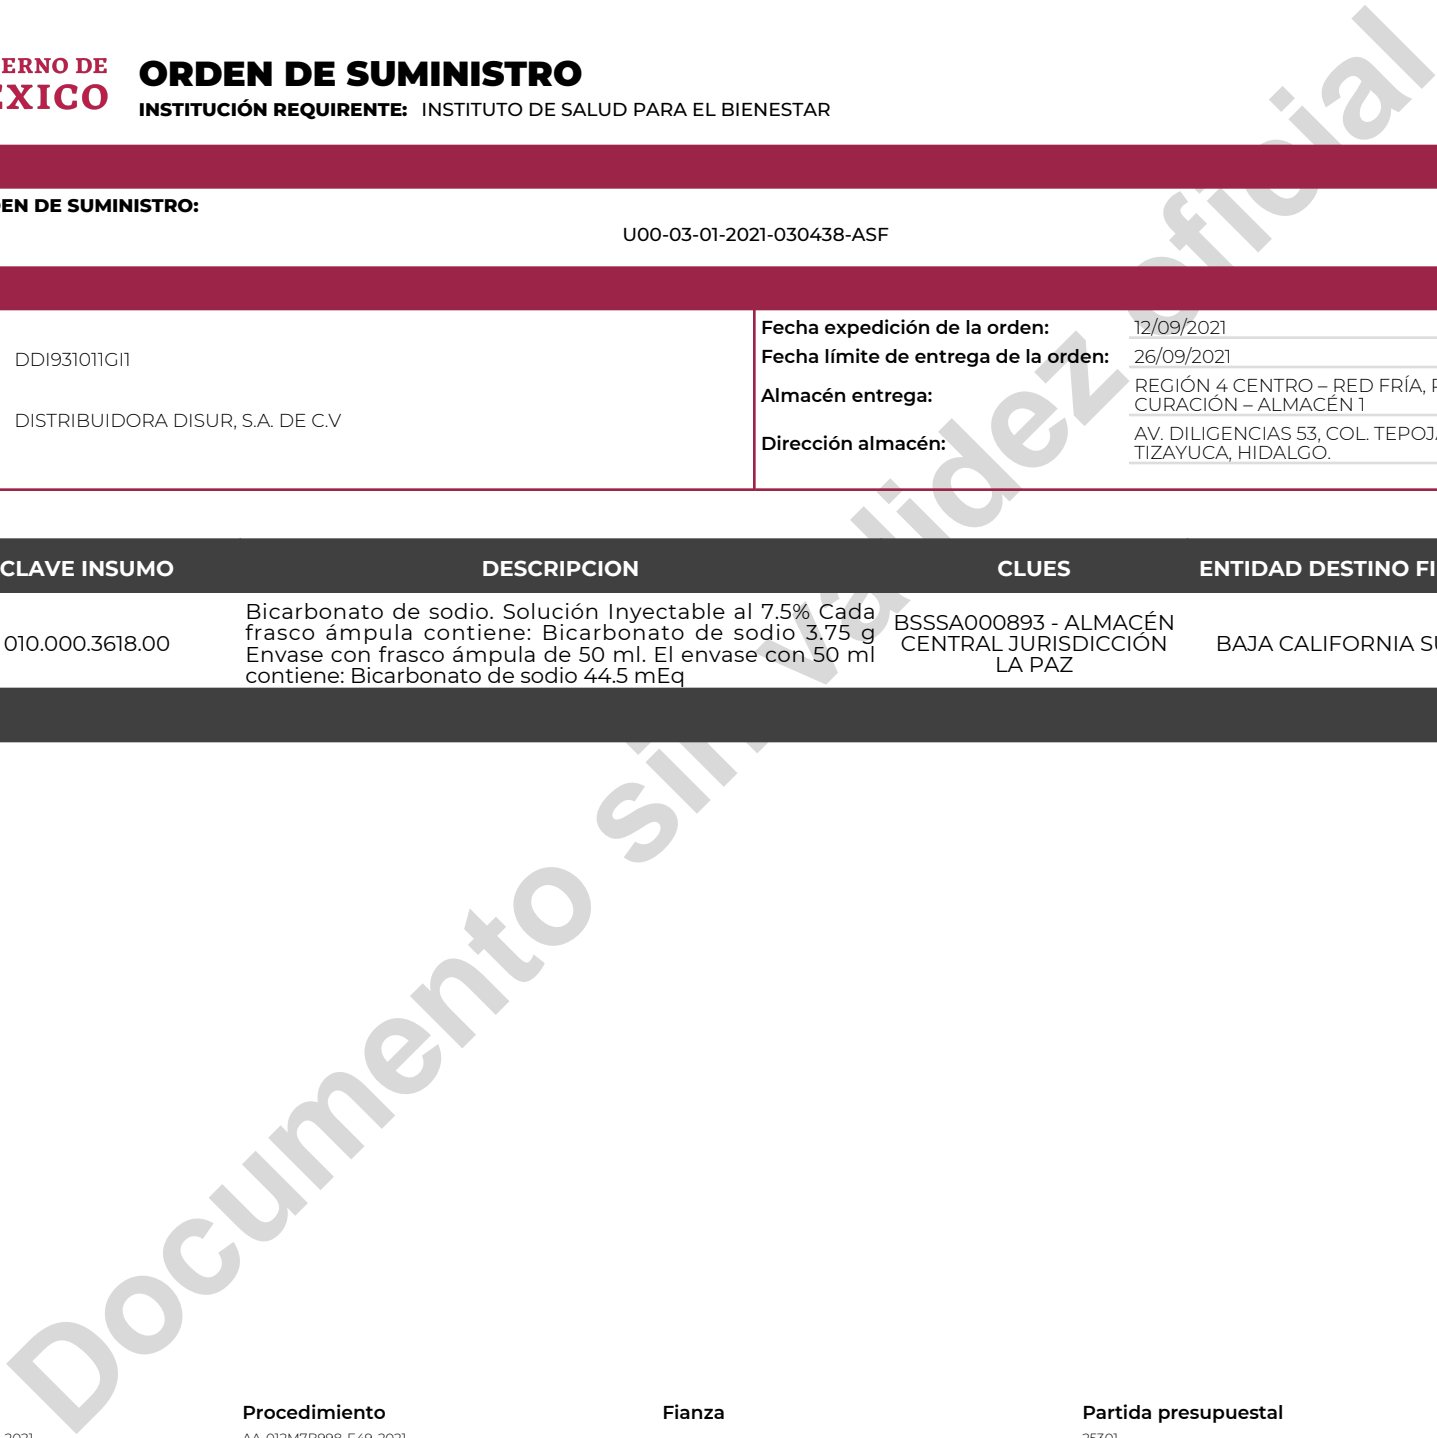 ORDEN DE SUMINISTRO
INSTITUCIÓN REQUIRENTE: INSTITUTO DE SALUD PARA EL BIENESTAR
ERNO DE
EXICO
EN DE SUMINISTRO:
U00-03-01-2021-030438-ASF
DDI931011GI1
DISTRIBUIDORA DISUR, S.A. DE C.V
Fecha expedición de la orden: 12/09/2021
Fecha límite de entrega de la orden: 26/09/2021
Almacén entrega: REGIÓN 4 CENTRO – RED FRÍA,
CURACIÓN – ALMACÉN 1
Dirección almacén: AV. DILIGENCIAS 53, COL. TEPOJ
TIZAYUCA, HIDALGO.
CLAVE INSUMO DESCRIPCION CLUES ENTIDAD DESTINO FI
010.000.3618.00
Bicarbonato de sodio. Solución Inyectable al 7.5% Cada
frasco ámpula contiene: Bicarbonato de sodio 3.75 g
Envase con frasco ámpula de 50 ml. El envase con 50 ml
contiene: Bicarbonato de sodio 44.5 mEq
BSSSA000893 - ALMACÉN
CENTRAL JURISDICCIÓN
LA PAZ
BAJA CALIFORNIA S
Documento sin validez oficial
Procedimiento Fianza Partida presupuestal